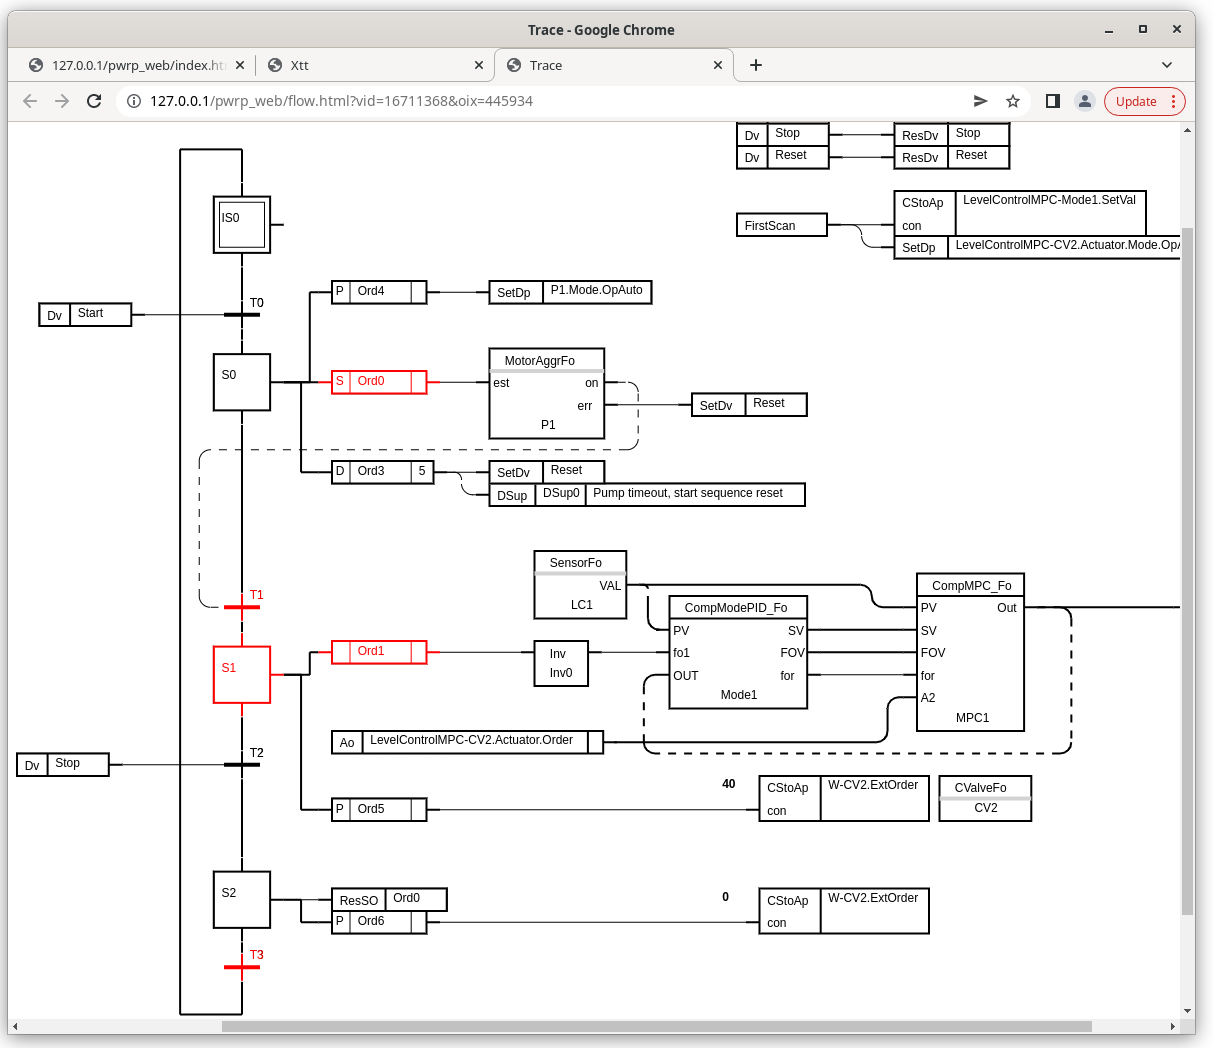 Trace - Google Chrome
127.0.0.1/pwrp_web/index.ht
Xtt
Trace
127.0.0.1/pwrp_web/flow.html?vid=16711368&oix=445934
Update
Dv Stop
ResDv Stop
Dv Reset
ResDv Reset
IS0
FirstScan
CStoAp LevelControlMPC-Mode1.SetVal
con
SetDp LevelControlMPC-CV2.Actuator.Mode.OpA
T0
P Ord4
SetDp P1.Mode.OpAuto
Dv Start
S0
S Ord0
MotorAggrFo
est on
err
P1
SetDv Reset
D Ord3 5
SetDv Reset
DSup DSup0 Pump timeout, start sequence reset
T1
SensorFo
VAL
LC1
CompModePID_Fo
PV SV
fo1 FOV
OUT for
Mode1
CompMPC_Fo
PV Out
SV
FOV
for
A2
MPC1
S1
Ord1
Inv
Inv0
Ao LevelControlMPC-CV2.Actuator.Order
T2
Dv Stop
P Ord5
40
CStoAp W-CV2.ExtOrder
con
CValveFo
CV2
S2
ResSO Ord0
P Ord6
0
CStoAp W-CV2.ExtOrder
con
T3